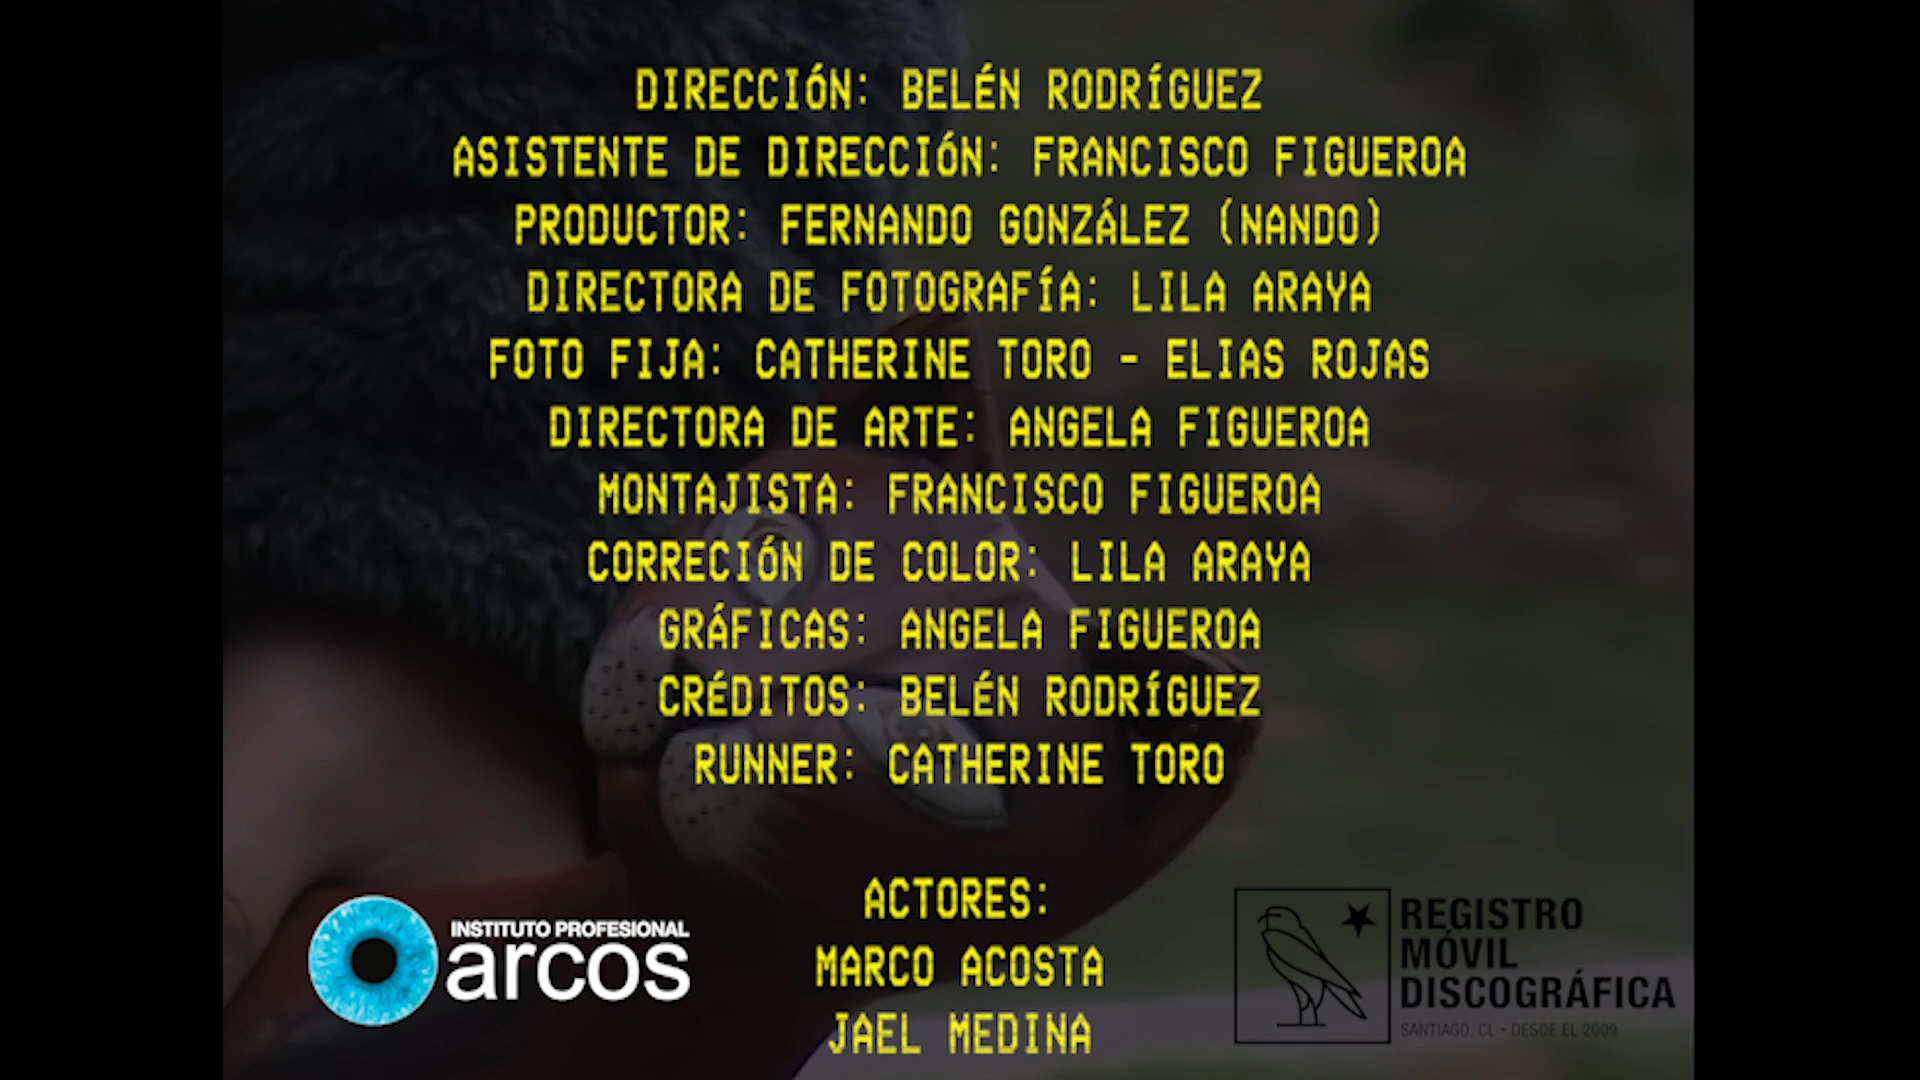 DIRECCIÓN: BELÉN RODRÍGUEZ
ASISTENTE DE DIRECCIÓN: FRANCISCO FIGUEROA
PRODUCTOR: FERNANDO GONZÁLEZ (NANDO)
DIRECTORA DE FOTOGRAFÍA: LILA ARAYA
FOTO FIJA: CATHERINE TORO - ELIAS ROJAS
DIRECTORA DE ARTE: ANGELA FIGUEROA
MONTAJISTA: FRANCISCO FIGUEROA
CORRECIÓN DE COLOR: LILA ARAYA
GRÁFICAS: ANGELA FIGUEROA
CRÉDITOS: BELÉN RODRÍGUEZ
RUNNER: CATHERINE TORO
ACTORES:
MARCO ACOSTA
JAEL MEDINA
INSTITUTO PROFESIONAL
arcos
REGISTRO
MÓVIL
DISCOGRÁFICA
SANTIAGO, CL • DESDE EL 2009